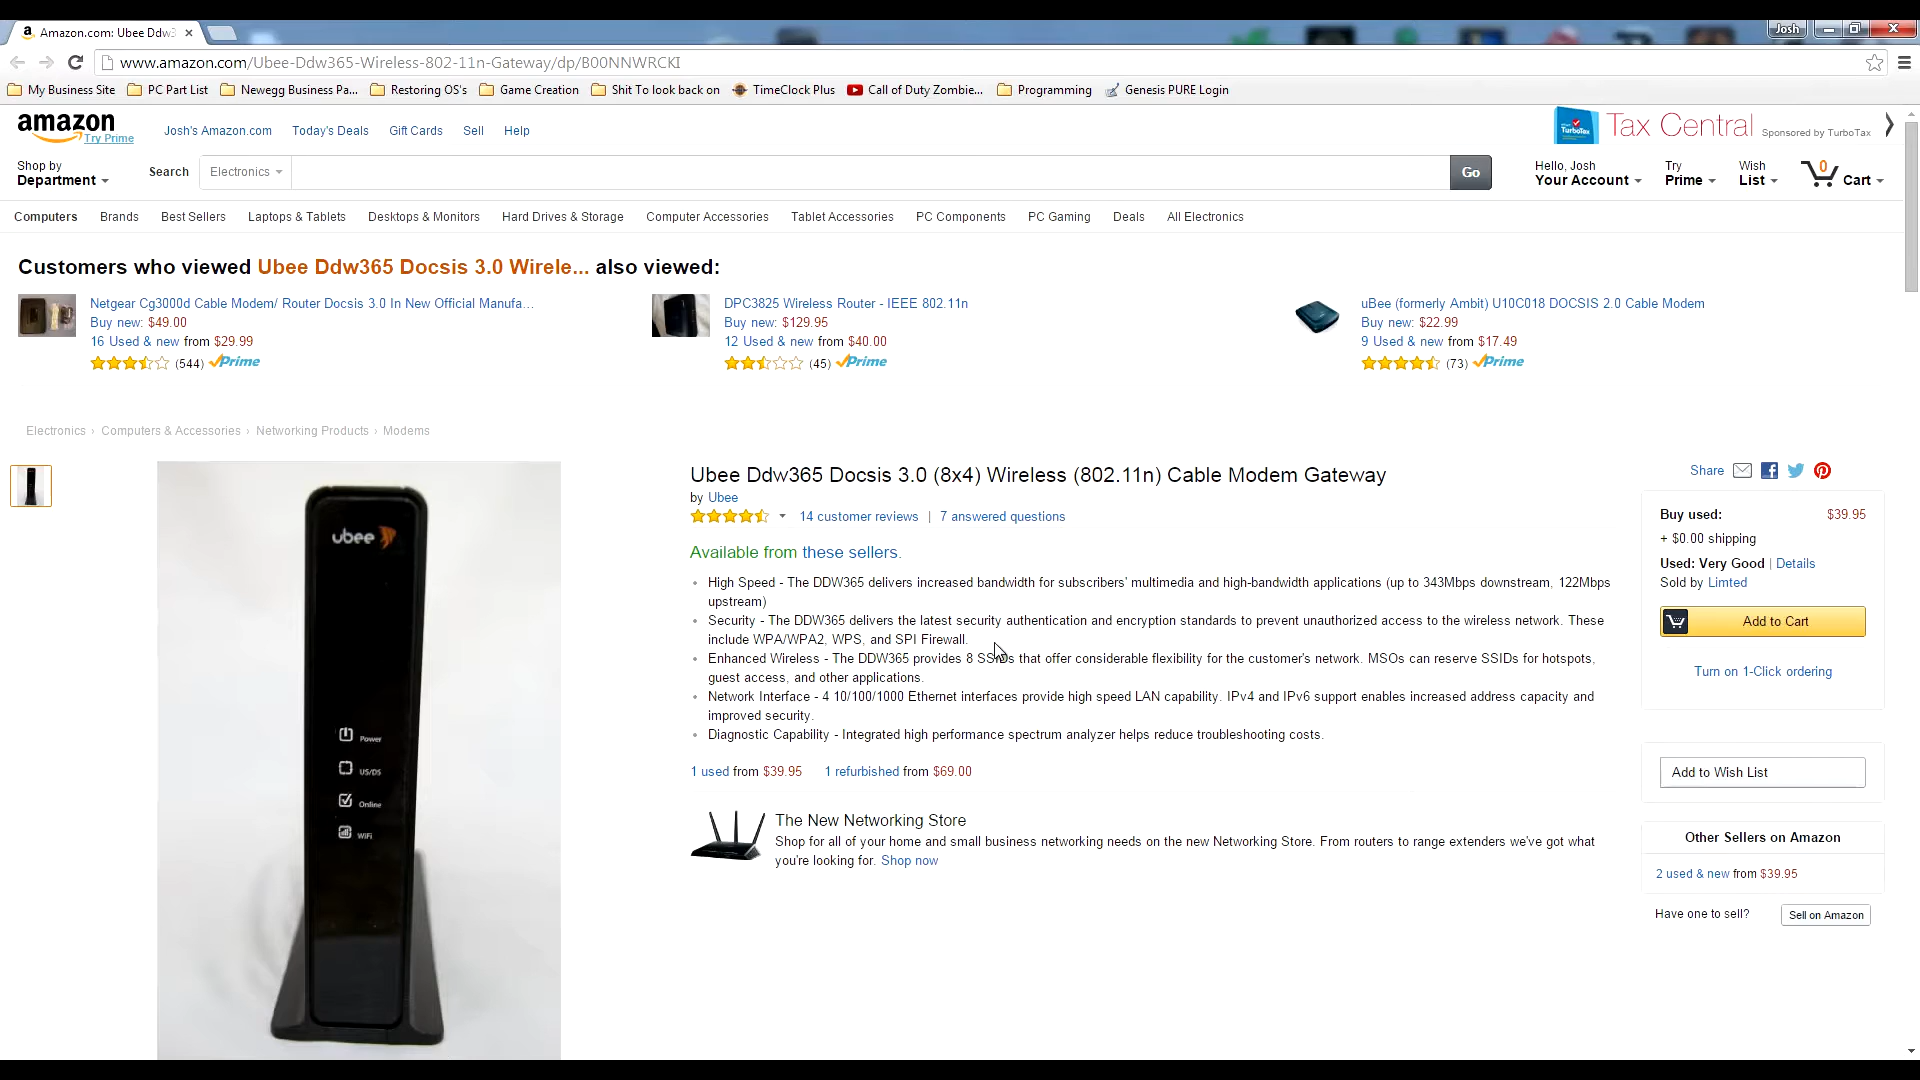 Amazon.com: Ubee Ddw3
Josh
www.amazon.com/Ubee-Ddw365-Wireless-802-11n-Gateway/dp/B00NNWRCKI
My Business Site PC Part List Newegg Business Pa... Restoring OS's Game Creation Shit To look back on TimeClock Plus Call of Duty Zombie... Programming Genesis PURE Login
amazon
Try Prime
Josh's Amazon.com Today's Deals Gift Cards Sell Help
TurboTax
Tax Central Sponsored by TurboTax
Shop by
Department
Search Electronics Go
Hello, Josh
Your Account
Try
Prime
Wish
List
0
Cart
Computers Brands Best Sellers Laptops & Tablets Desktops & Monitors Hard Drives & Storage Computer Accessories Tablet Accessories PC Components PC Gaming Deals All Electronics
Customers who viewed Ubee Ddw365 Docsis 3.0 Wirele... also viewed:
Netgear Cg3000d Cable Modem/ Router Docsis 3.0 In New Official Manufa...
Buy new: $49.00
16 Used & new from $29.99
(544) Prime
DPC3825 Wireless Router - IEEE 802.11n
Buy new: $129.95
12 Used & new from $40.00
(45) Prime
uBee (formerly Ambit) U10C018 DOCSIS 2.0 Cable Modem
Buy new: $22.99
9 Used & new from $17.49
(73) Prime
Electronics › Computers & Accessories › Networking Products › Modems
ubee
Power
US/DS
Online
WiFi
Ubee Ddw365 Docsis 3.0 (8x4) Wireless (802.11n) Cable Modem Gateway
by Ubee
14 customer reviews | 7 answered questions
Available from these sellers.
• High Speed - The DDW365 delivers increased bandwidth for subscribers' multimedia and high-bandwidth applications (up to 343Mbps downstream, 122Mbps
upstream)
• Security - The DDW365 delivers the latest security authentication and encryption standards to prevent unauthorized access to the wireless network. These
include WPA/WPA2, WPS, and SPI Firewall.
• Enhanced Wireless - The DDW365 provides 8 SSIDs that offer considerable flexibility for the customer's network. MSOs can reserve SSIDs for hotspots,
guest access, and other applications.
• Network Interface - 4 10/100/1000 Ethernet interfaces provide high speed LAN capability. IPv4 and IPv6 support enables increased address capacity and
improved security.
• Diagnostic Capability - Integrated high performance spectrum analyzer helps reduce troubleshooting costs.
1 used from $39.95 1 refurbished from $69.00
The New Networking Store
Shop for all of your home and small business networking needs on the new Networking Store. From routers to range extenders we've got what
you're looking for. Shop now
Share
Buy used: $39.95
+ $0.00 shipping
Used: Very Good | Details
Sold by Limted
Add to Cart
Turn on 1-Click ordering
Add to Wish List
Other Sellers on Amazon
2 used & new from $39.95
Have one to sell? Sell on Amazon